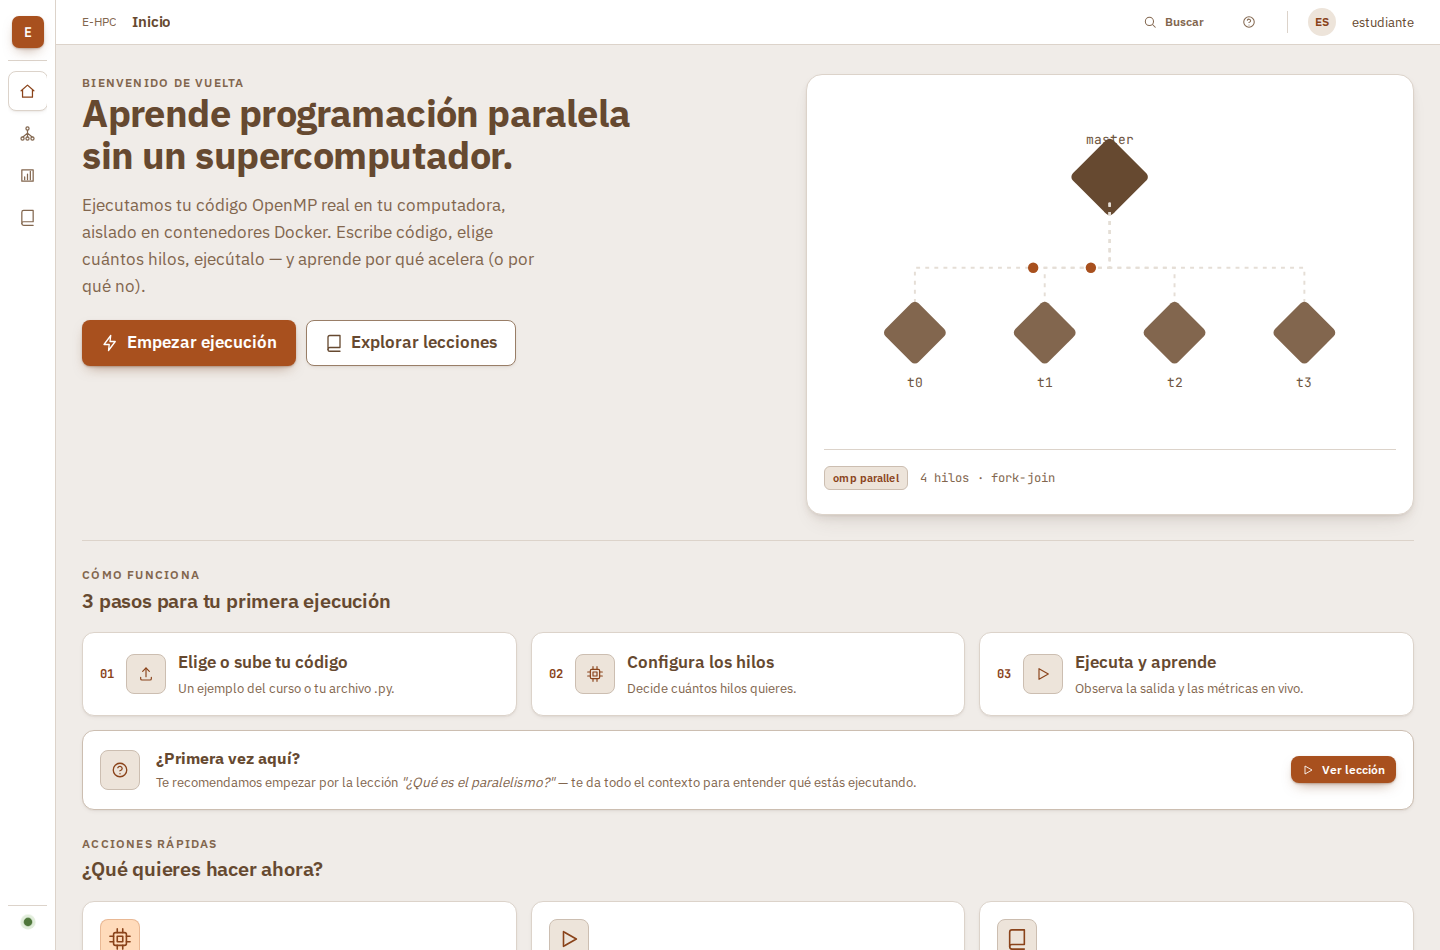 E
E-HPC Inicio
Buscar
ES estudiante
BIENVENIDO DE VUELTA
Aprende programación paralela
sin un supercomputador.
Ejecutamos tu código OpenMP real en tu computadora,
aislado en contenedores Docker. Escribe código, elige
cuántos hilos, ejecútalo — y aprende por qué acelera (o por
qué no).
Empezar ejecución
Explorar lecciones
master
t0 t1 t2 t3
omp parallel 4 hilos · fork-join
CÓMO FUNCIONA
3 pasos para tu primera ejecución
01 Elige o sube tu código
Un ejemplo del curso o tu archivo .py.
02 Configura los hilos
Decide cuántos hilos quieres.
03 Ejecuta y aprende
Observa la salida y las métricas en vivo.
¿Primera vez aquí?
Te recomendamos empezar por la lección "¿Qué es el paralelismo?" — te da todo el contexto para entender qué estás ejecutando.
Ver lección
ACCIONES RÁPIDAS
¿Qué quieres hacer ahora?